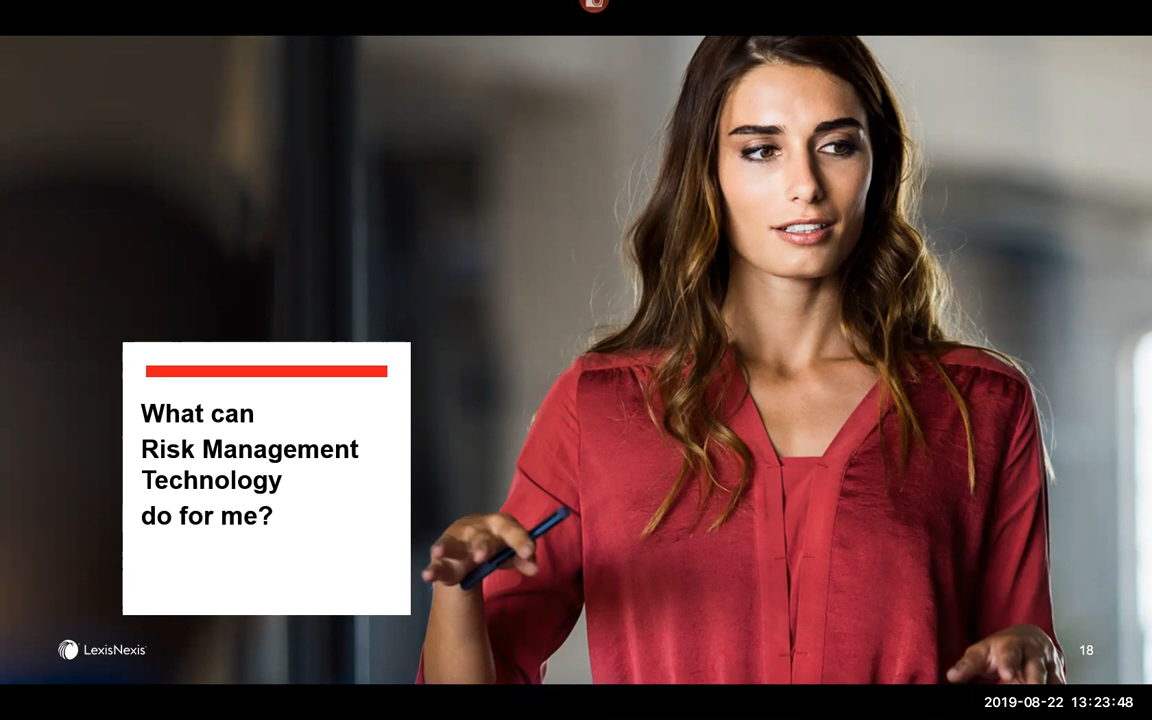 What can
Risk Management
Technology
do for me?
LexisNexis
18
2019-08-22 13:23:48